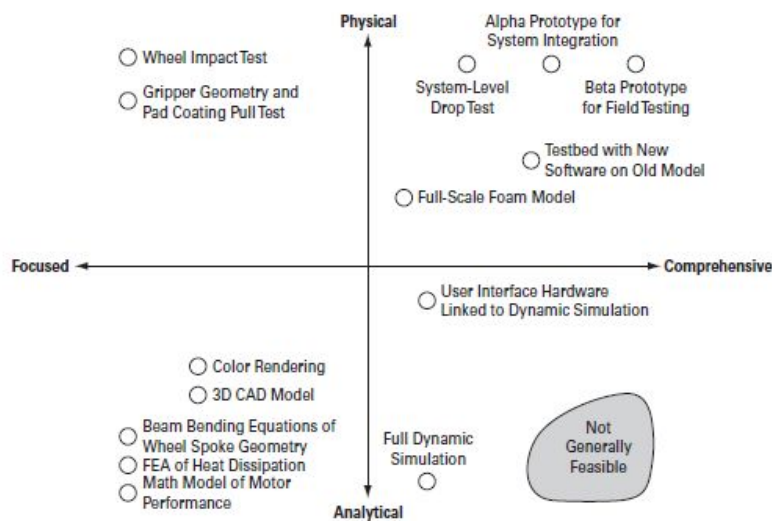 Physical
Wheel Impact Test
Gripper Geometry and
Pad Coating Pull Test
Alpha Prototype for
System Integration
System-Level
Drop Test
Beta Prototype
for Field Testing
Testbed with New
Software on Old Model
Full-Scale Foam Model
Focused
Comprehensive
User Interface Hardware
Linked to Dynamic Simulation
Color Rendering
3D CAD Model
Beam Bending Equations of
Wheel Spoke Geometry
FEA of Heat Dissipation
Math Model of Motor
Performance
Full Dynamic
Simulation
Not
Generally
Feasible
Analytical